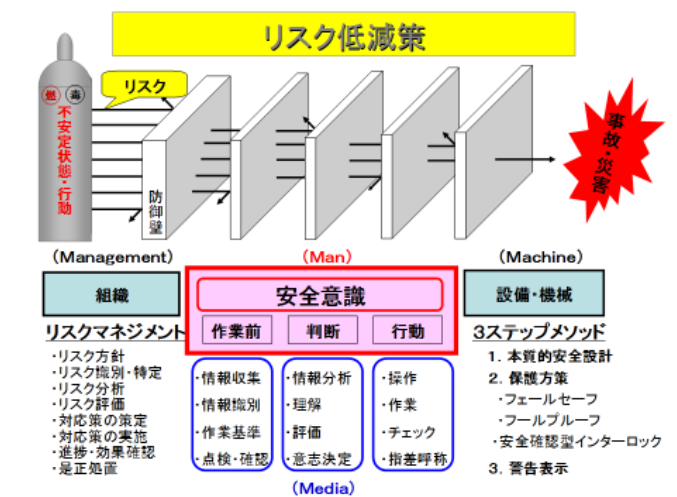 リスク低減策
リスク
燃 毒
不安定状態・行動
防御壁
事故・災害
(Management)
(Man)
(Machine)
組織
安全意識
設備・機械
作業前
判断
行動
リスクマネジメント
・リスク方針
・リスク識別・特定
・リスク分析
・リスク評価
・対応策の策定
・対応策の実施
・進捗・効果確認
・是正処置
・情報収集
・情報識別
・作業基準
・点検・確認
・情報分析
・理解
・評価
・意志決定
・操作
・作業
・チェック
・指差呼称
(Media)
3ステップメソッド
1. 本質的安全設計
2. 保護方策
・フェールセーフ
・フールプルーフ
・安全確認型インターロック
3. 警告表示